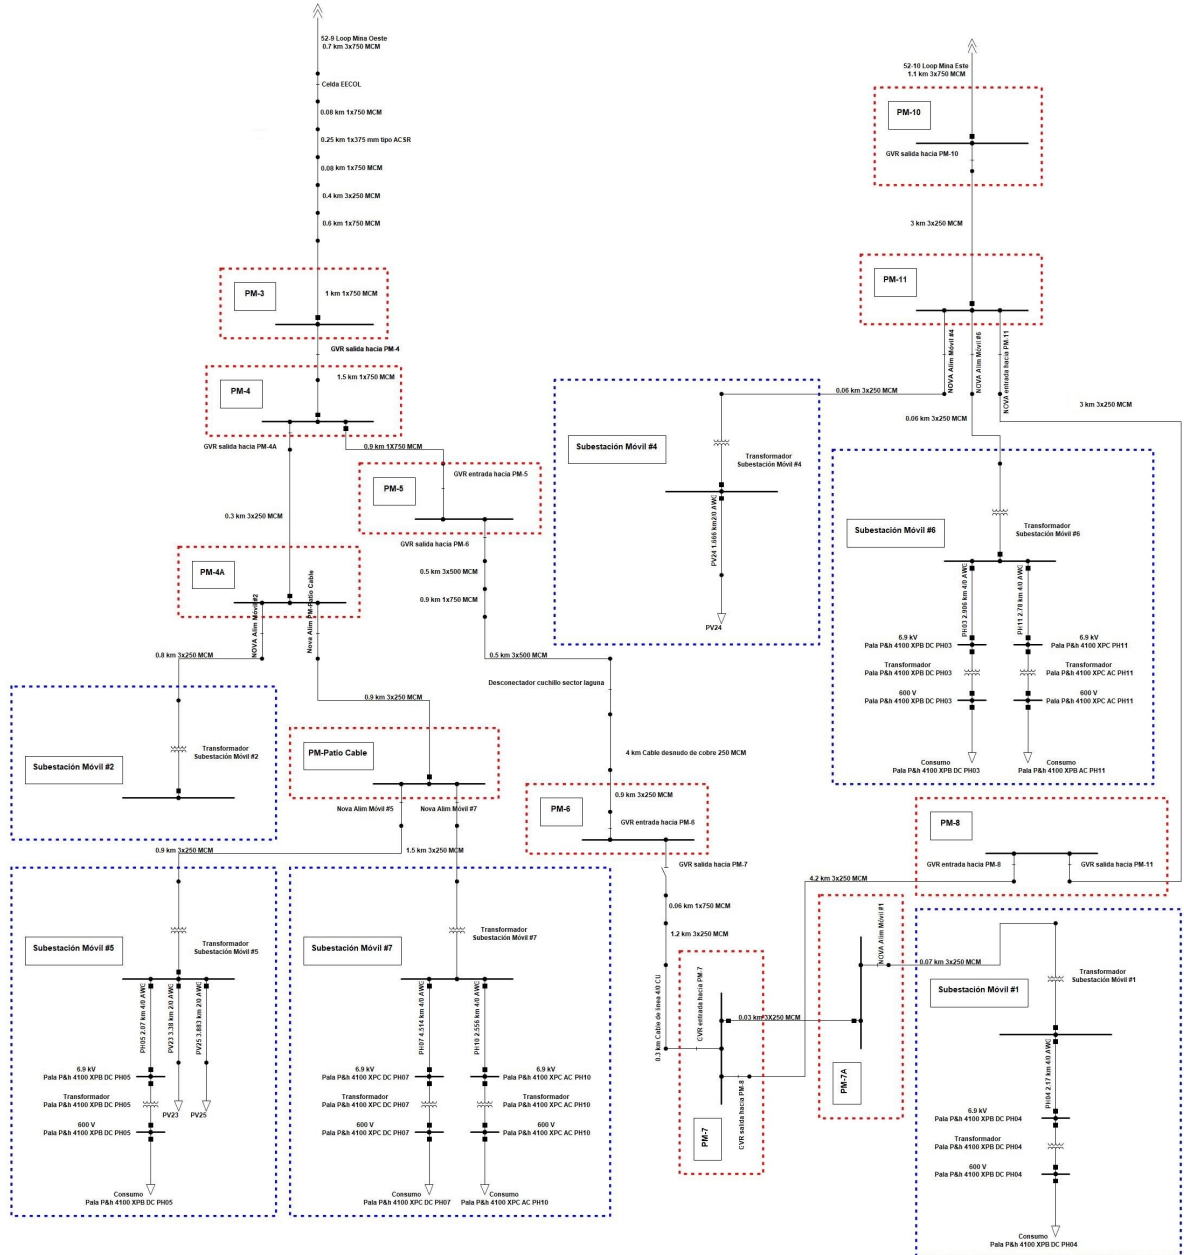 52-9 Loop Mina Oeste
0.7 km 3x750 MCM
Celda EECOL
0.08 km 1x750 MCM
0.25 km 1x375 mm tipo ACSR
0.08 km 1x750 MCM
0.4 km 3x250 MCM
0.6 km 1x750 MCM
PM-3
1 km 1x750 MCM
GVR salida hacia PM-4
PM-4
1.5 km 1x750 MCM
GVR salida hacia PM-4A
0.9 km 1X750 MCM
PM-5
GVR entrada hacia PM-5
GVR salida hacia PM-6
0.3 km 3x250 MCM
0.5 km 3x500 MCM
0.9 km 1x750 MCM
PM-4A
NOVA Alim Móvil #2
Nova Alim PM-Patio Cable
0.8 km 3x250 MCM
0.5 km 3x500 MCM
Desconectador cuchillo sector laguna
0.9 km 3x250 MCM
Subestación Móvil #2
Transformador
Subestación Móvil #2
PM-Patio Cable
Nova Alim Móvil #5
Nova Alim Móvil #7
4 km Cable desnudo de cobre 250 MCM
PM-6
0.9 km 3x250 MCM
GVR entrada hacia PM-6
GVR salida hacia PM-7
0.06 km 1x750 MCM
1.2 km 3x250 MCM
0.3 km Cable de linea 4/0 CU
0.9 km 3x250 MCM
1.5 km 3x250 MCM
Subestación Móvil #5
Transformador
Subestación Móvil #5
PH05 2.07 km 4/0 AWG
PV23 3.38 km 2/0 AWG
PV25 3.883 km 2/0 AWG
6.9 kV
Pala P&h 4100 XPB DC PH05
Transformador
Pala P&h 4100 XPB DC PH05
PV23
PV25
600 V
Pala P&h 4100 XPB DC PH05
Consumo
Pala P&h 4100 XPB DC PH05
Subestación Móvil #7
Transformador
Subestación Móvil #7
PH07 4.514 km 4/0 AWG
PH10 2.556 km 4/0 AWG
6.9 kV
Pala P&h 4100 XPC DC PH07
Transformador
Pala P&h 4100 XPC DC PH07
600 V
Pala P&h 4100 XPC DC PH07
Consumo
Pala P&h 4100 XPC DC PH07
6.9 kV
Pala P&h 4100 XPC AC PH10
Transformador
Pala P&h 4100 XPC AC PH10
600 V
Pala P&h 4100 XPC AC PH10
Consumo
Pala P&h 4100 XPC AC PH10
52-10 Loop Mina Este
1.1 km 3x750 MCM
PM-10
GVR salida hacia PM-10
3 km 3x250 MCM
PM-11
NOVA Alim Móvil #4
NOVA Alim Móvil #6
NOVA entrada hacia PM-11
0.06 km 3x250 MCM
0.06 km 3x250 MCM
3 km 3x250 MCM
Subestación Móvil #4
Transformador
Subestación Móvil #4
PV24 1.666 km2/0 AWG
PV24
Subestación Móvil #6
Transformador
Subestación Móvil #6
PH03 2.906 km 4/0 AWG
PH11 2.78 km 4/0 AWG
6.9 kV
Pala P&h 4100 XPB DC PH03
Transformador
Pala P&h 4100 XPB DC PH03
600 V
Pala P&h 4100 XPB DC PH03
Consumo
Pala P&h 4100 XPB DC PH03
6.9 kV
Pala P&h 4100 XPC PH11
Transformador
Pala P&h 4100 XPC AC PH11
600 V
Pala P&h 4100 XPC AC PH11
Consumo
Pala P&h 4100 XPB AC PH11
PM-8
GVR entrada hacia PM-8
GVR salida hacia PM-11
4.2 km 3x250 MCM
PM-7
GVR entrada hacia PM-7
GVR salida hacia PM-8
0.03 km 3X250 MCM
PM-7A
NOVA Alim Móvil #1
0.07 km 3x250 MCM
Subestación Móvil #1
Transformador
Subestación Móvil #1
PH04 2.17 km 4/0 AWG
6.9 kV
Pala P&h 4100 XPB DC PH04
Transformador
Pala P&h 4100 XPB DC PH04
600 V
Pala P&h 4100 XPB DC PH04
Consumo
Pala P&h 4100 XPB DC PH04